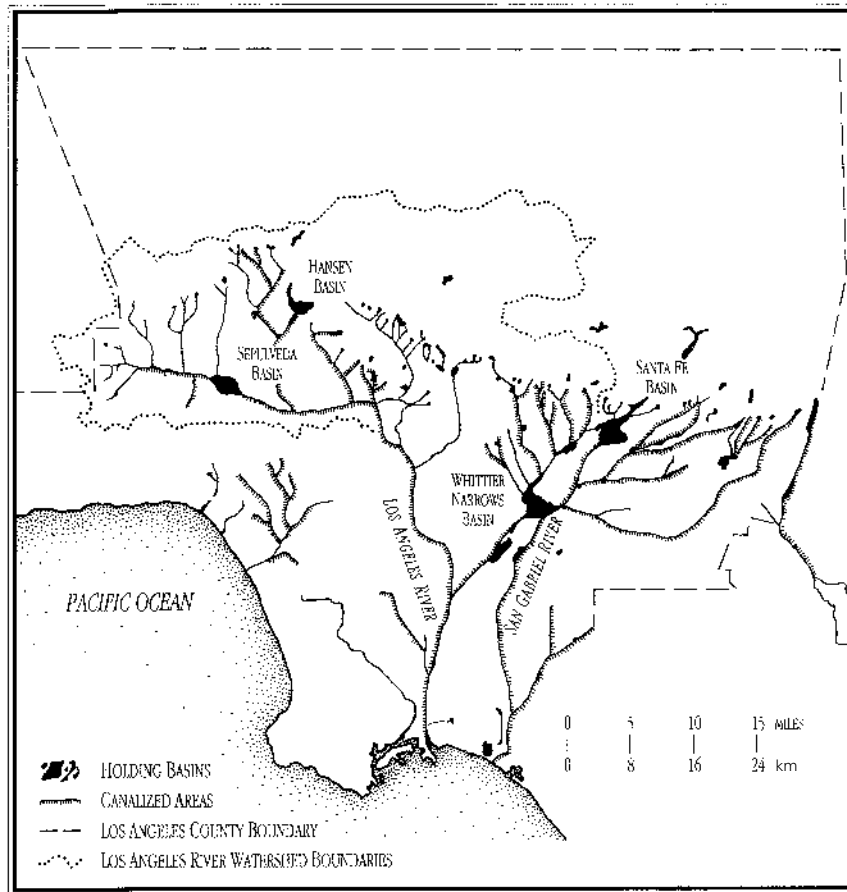 HANSEN
BASIN
SEPULVEDA
BASIN
SANTA FE
BASIN
WHITTIER
NARROWS
BASIN
LOS ANGELES RIVER
SAN GABRIEL RIVER
PACIFIC OCEAN
0 5 10 15 MILES
0 8 16 24 km
HOLDING BASINS
CANALIZED AREAS
LOS ANGELES COUNTY BOUNDARY
LOS ANGELES RIVER WATERSHED BOUNDARIES